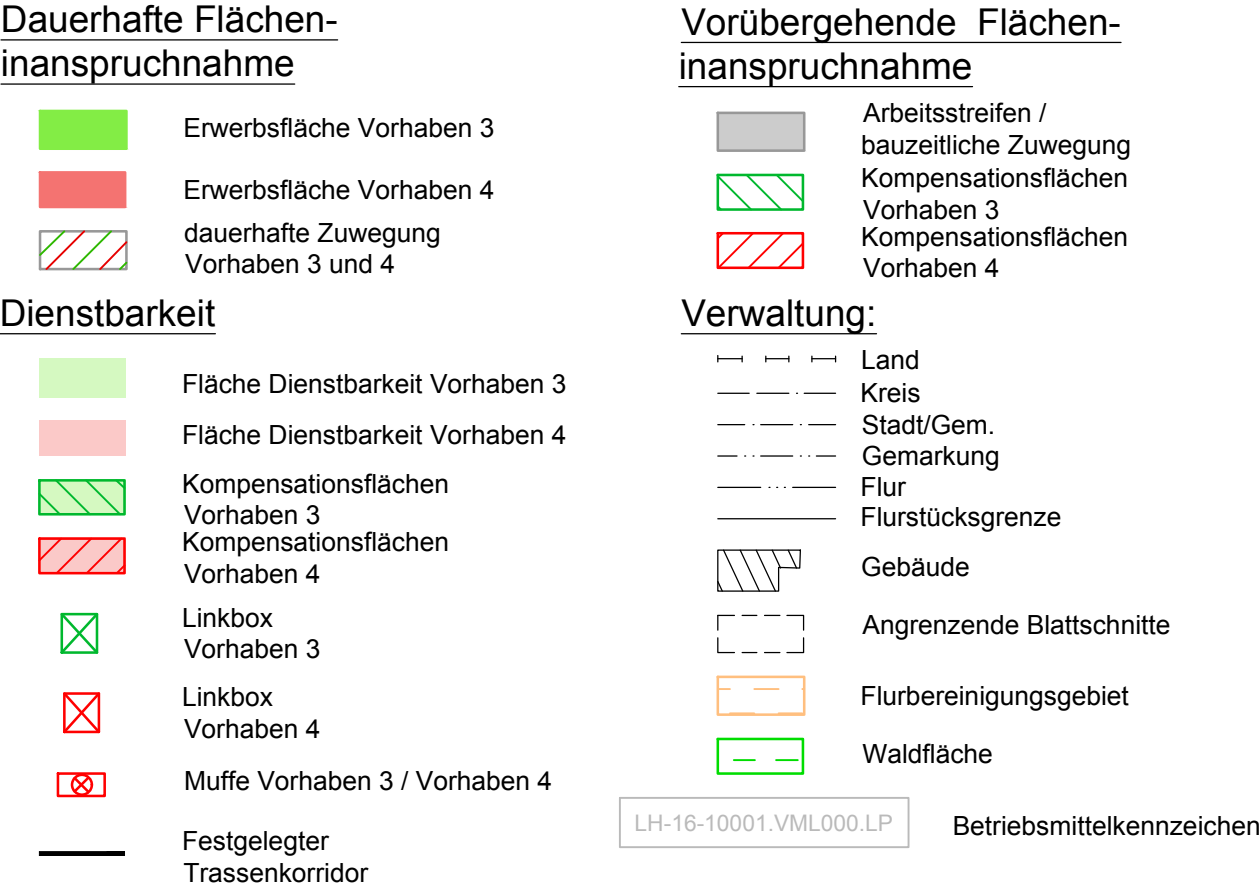 Dauerhafte Flächen-
inanspruchnahme
Erwerbsfläche Vorhaben 3
Erwerbsfläche Vorhaben 4
dauerhafte Zuwegung
Vorhaben 3 und 4
Dienstbarkeit
Fläche Dienstbarkeit Vorhaben 3
Fläche Dienstbarkeit Vorhaben 4
Kompensationsflächen
Vorhaben 3
Kompensationsflächen
Vorhaben 4
Linkbox
Vorhaben 3
Linkbox
Vorhaben 4
Muffe Vorhaben 3 / Vorhaben 4
Festgelegter
Trassenkorridor
Vorübergehende Flächen-
inanspruchnahme
Arbeitsstreifen /
bauzeitliche Zuwegung
Kompensationsflächen
Vorhaben 3
Kompensationsflächen
Vorhaben 4
Verwaltung:
Land
Kreis
Stadt/Gem.
Gemarkung
Flur
Flurstücksgrenze
Gebäude
Angrenzende Blattschnitte
Flurbereinigungsgebiet
Waldfläche
LH-16-10001.VML000.LP
Betriebsmittelkennzeichen